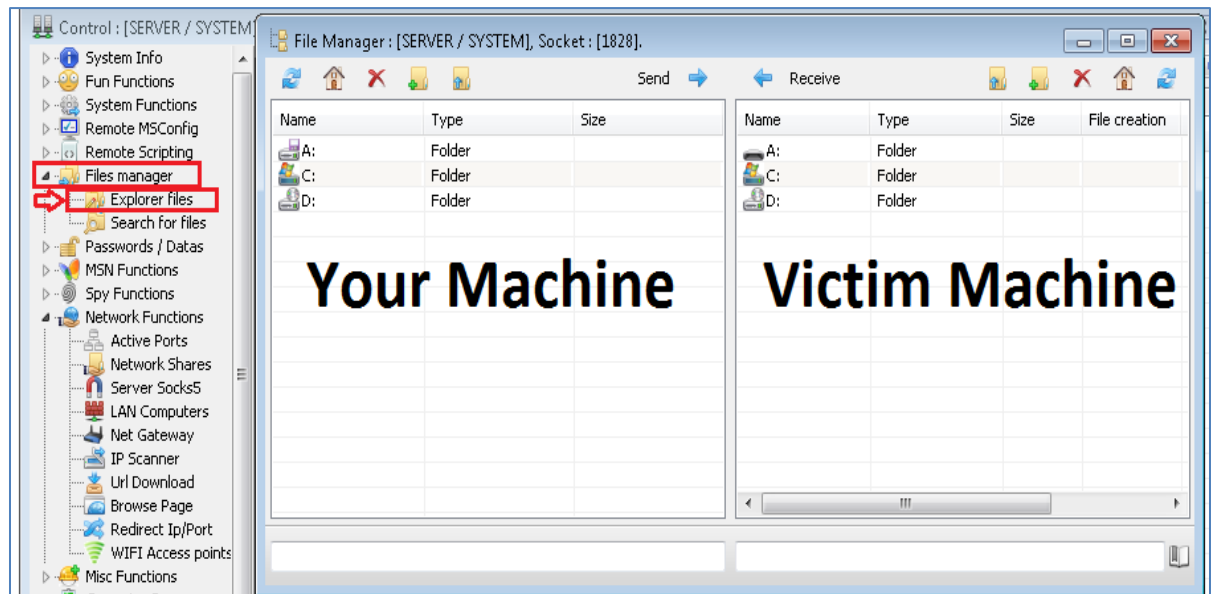 Control : [SERVER / SYSTEM]
System Info
Fun Functions
System Functions
Remote MSConfig
Remote Scripting
Files manager
Explorer files
Search for files
Passwords / Datas
MSN Functions
Spy Functions
Network Functions
Active Ports
Network Shares
Server Socks5
LAN Computers
Net Gateway
IP Scanner
Url Download
Browse Page
Redirect Ip/Port
WIFI Access points
Misc Functions
File Manager : [SERVER / SYSTEM], Socket : [1828].
Send
Receive
Name Type Size
A: Folder
C: Folder
D: Folder
Your Machine
Name Type Size File creation
A: Folder
C: Folder
D: Folder
Victim Machine